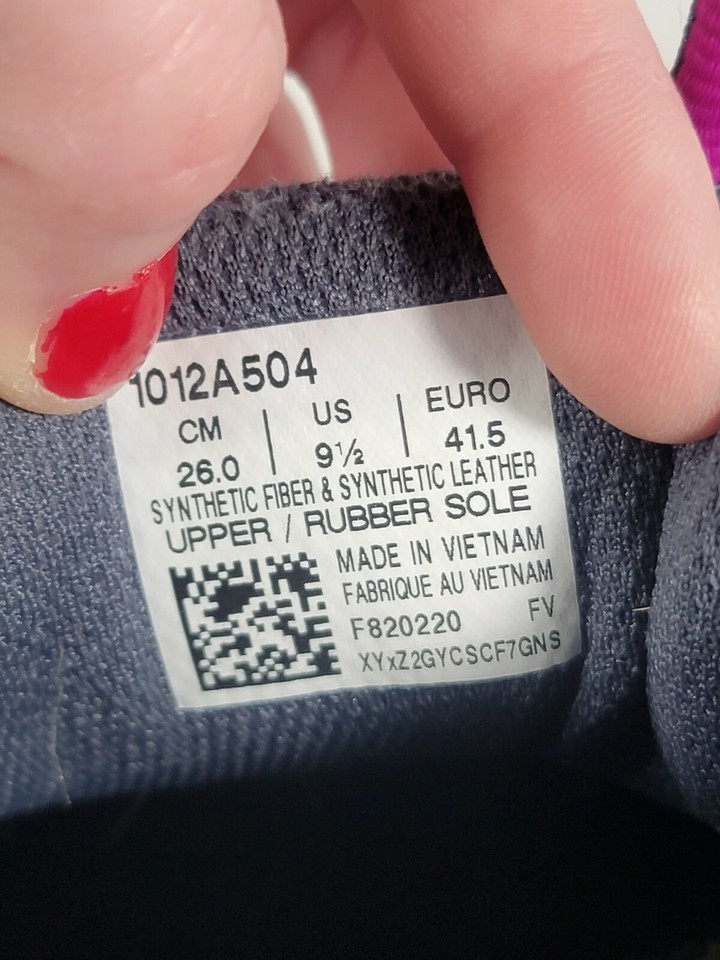 1012A504
CM | US | EURO
26.0 | 9½ | 41.5
SYNTHETIC FIBER & SYNTHETIC LEATHER
UPPER / RUBBER SOLE
MADE IN VIETNAM
FABRIQUE AU VIETNAM
F820220 FV
XYxZ2GYCSCF7GNS